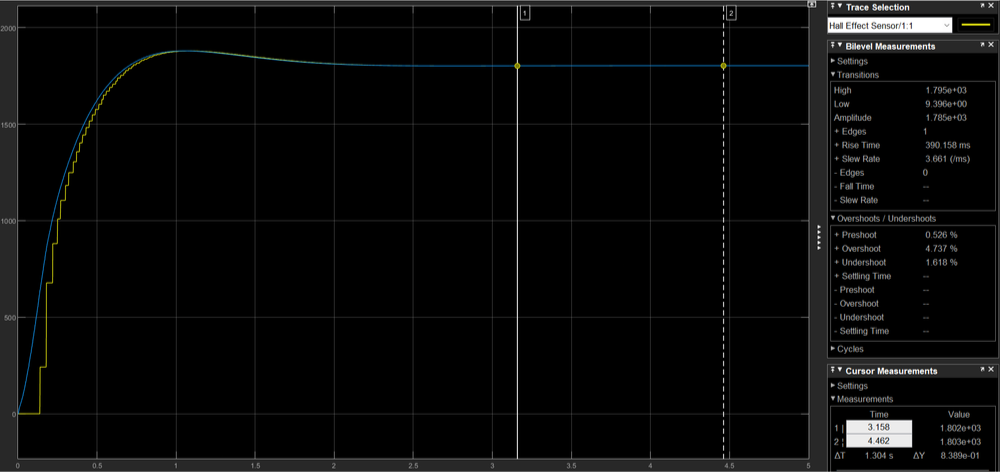 2000
1500
1000
500
0
0
0.5
1
1.5
2
2.5
3
3.5
4
4.5
5
1
2
Trace Selection
Hall Effect Sensor/1:1
Bilevel Measurements
Settings
Transitions
High 1.795e+03
Low 9.396e+00
Amplitude 1.785e+03
+ Edges 1
+ Rise Time 390.158 ms
+ Slew Rate 3.661 (/ms)
- Edges 0
- Fall Time --
- Slew Rate --
Overshoots / Undershoots
+ Preshoot 0.526 %
+ Overshoot 4.737 %
+ Undershoot 1.618 %
+ Settling Time --
- Preshoot --
- Overshoot --
- Undershoot --
- Settling Time --
Cycles
Cursor Measurements
Settings
Measurements
Time Value
1 | 3.158 1.802e+03
2 ¦ 4.462 1.803e+03
ΔT 1.304 s ΔY 8.389e-01